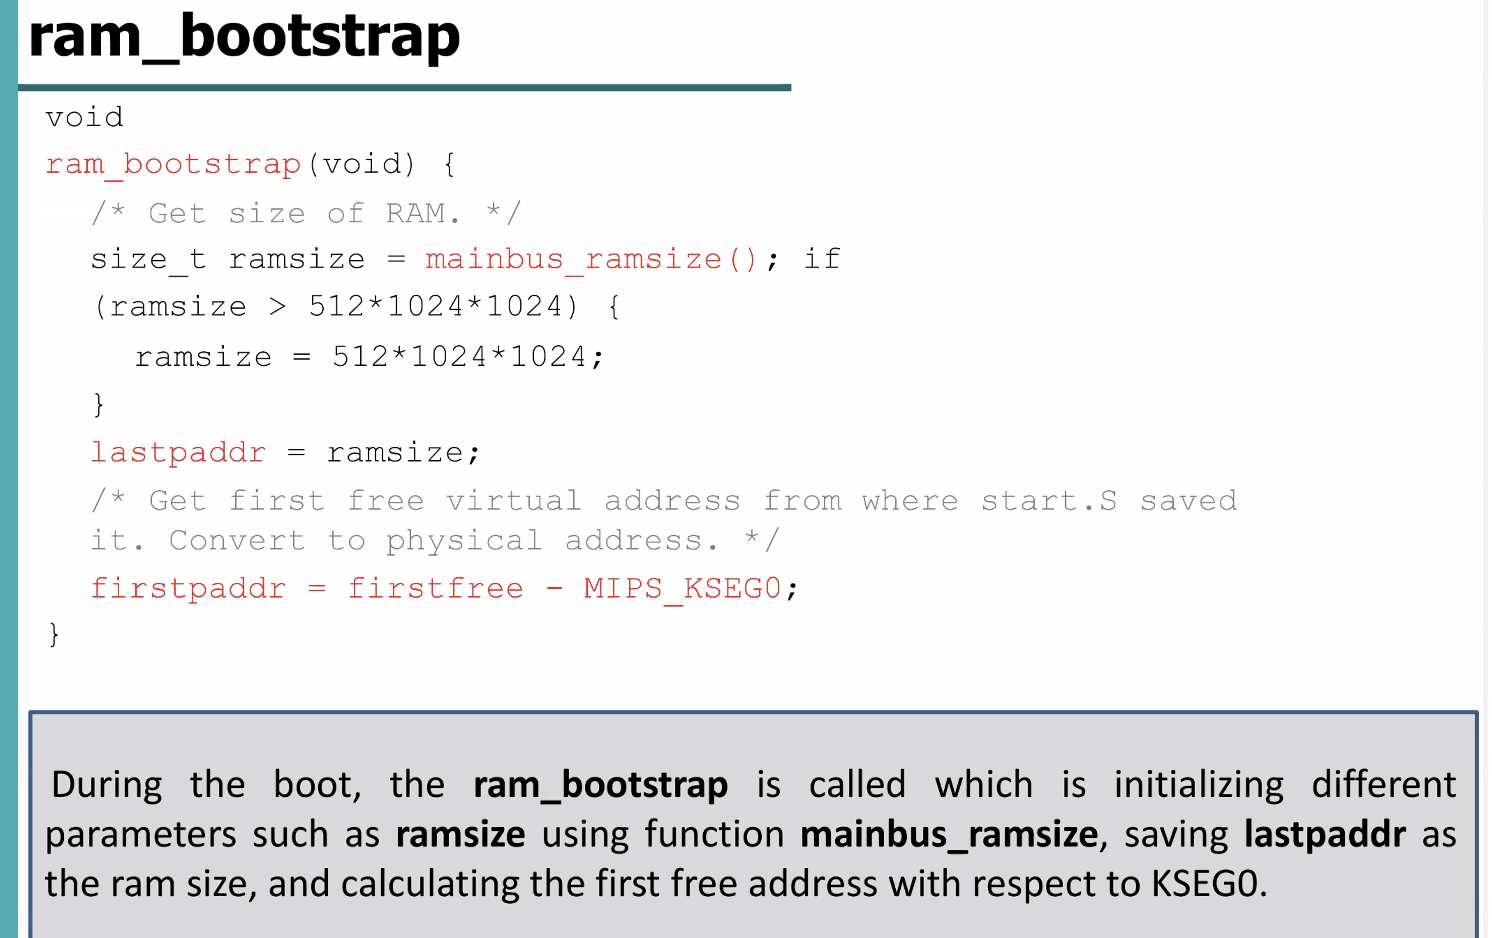 ram_bootstrap
void
ram_bootstrap(void) {
/* Get size of RAM. */
size_t ramsize = mainbus_ramsize(); if
(ramsize > 512*1024*1024) {
ramsize = 512*1024*1024;
}
lastpaddr = ramsize;
/* Get first free virtual address from where start.S saved
it. Convert to physical address. */
firstpaddr = firstfree - MIPS_KSEG0;
}
During the boot, the ram_bootstrap is called which is initializing different
parameters such as ramsize using function mainbus_ramsize, saving lastpaddr as
the ram size, and calculating the first free address with respect to KSEG0.